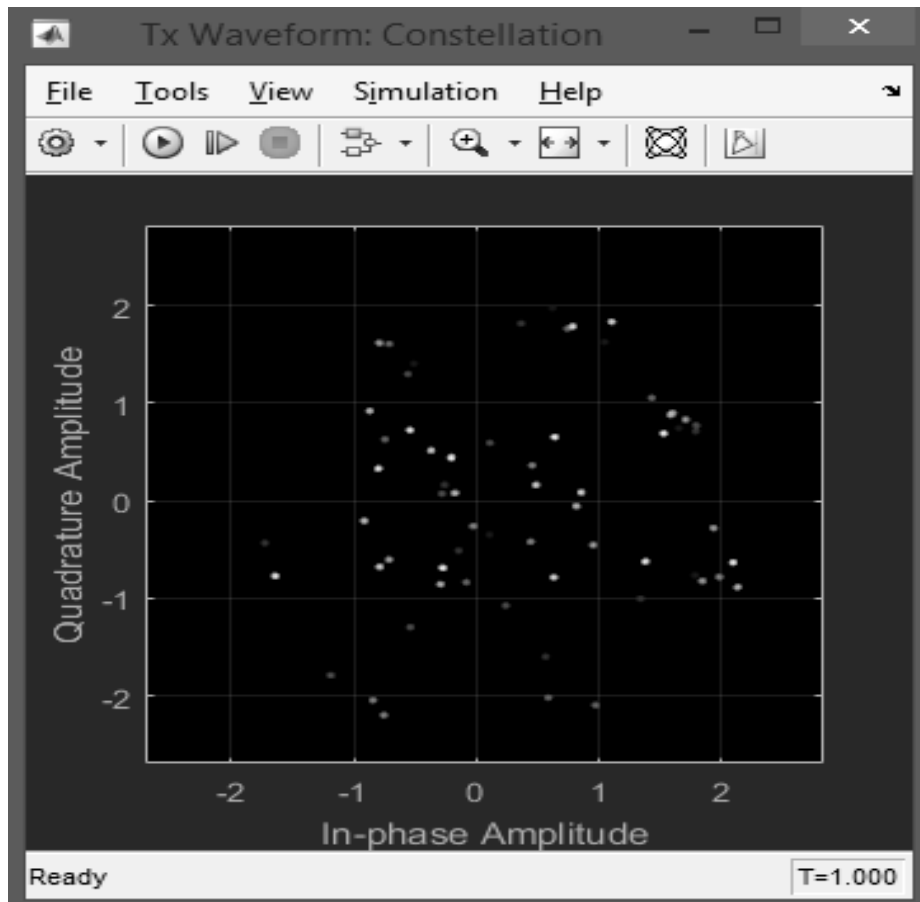 Tx Waveform: Constellation
File Tools View Simulation Help
2
1
0
-1
-2
Quadrature Amplitude
-2 -1 0 1 2
In-phase Amplitude
Ready T=1.000